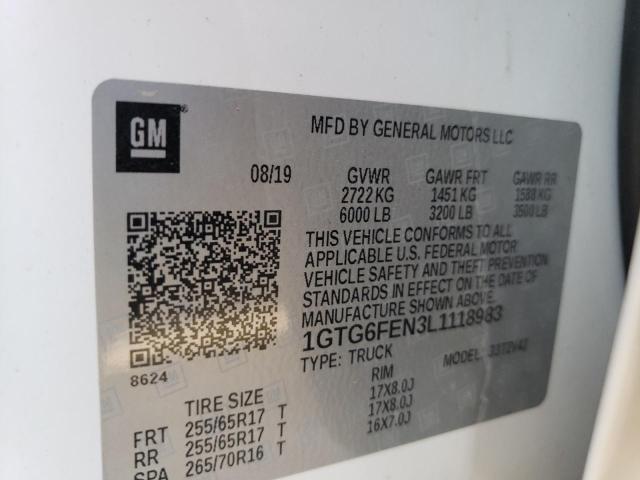 GM
MFD BY GENERAL MOTORS LLC
08/19 GVWR GAWR FRT GAWR RR
2722 KG 1451 KG 1588 KG
6000 LB 3200 LB 3500 LB
THIS VEHICLE CONFORMS TO ALL
APPLICABLE U.S. FEDERAL MOTOR
VEHICLE SAFETY AND THEFT PREVENTION
STANDARDS IN EFFECT ON THE DATE OF
MANUFACTURE SHOWN ABOVE.
1GTG6FEN3L1118983
TYPE: TRUCK MODEL:
8624
TIRE SIZE RIM
FRT 255/65R17 T 17X8.0J
RR 255/65R17 T 17X8.0J
SPA 265/70R16 T 16X7.0J